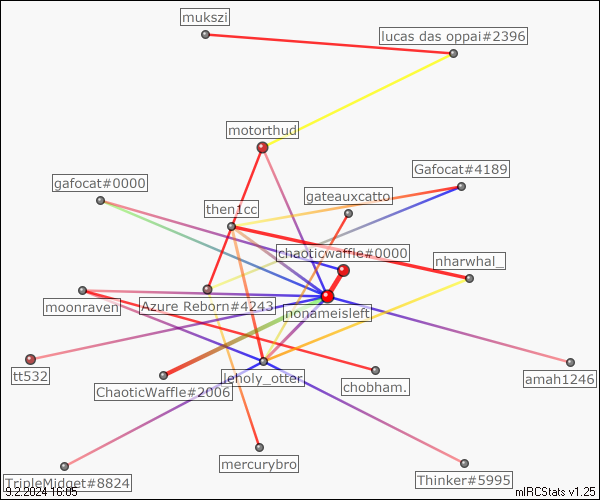 mukszi
lucas das oppai#2396
motorthud
Gafocat#4189
gafocat#0000
gateauxcatto
then1cc
chaoticwaffle#0000
nharwhal_
moonraven
Azure Reborn#4243
nonameisleft
tt532
leholy_otter
amah1246
ChaoticWaffle#2006
chobham.
mercurybro
TripleMidget#8824
Thinker#5995
9.2.2024 16:05
mIRCStats v1.25